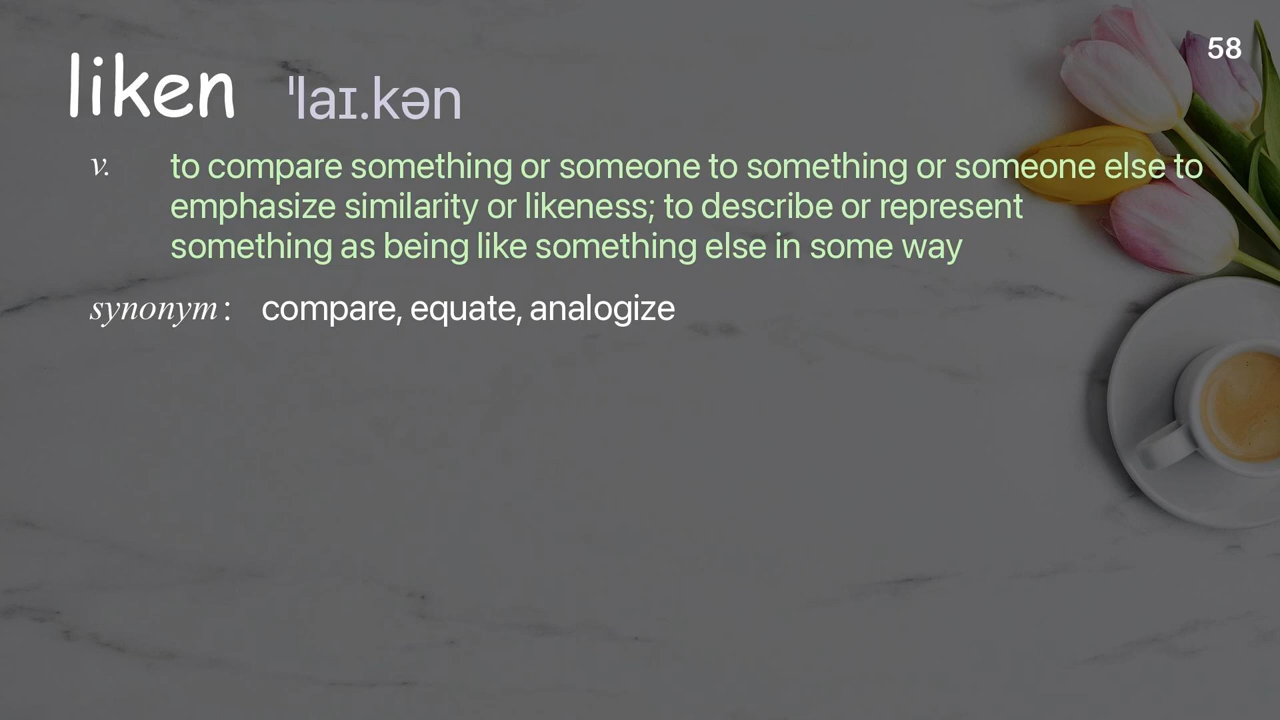 58
liken ˈlaɪ.kən
v. to compare something or someone to something or someone else to
emphasize similarity or likeness; to describe or represent
something as being like something else in some way
synonym : compare, equate, analogize